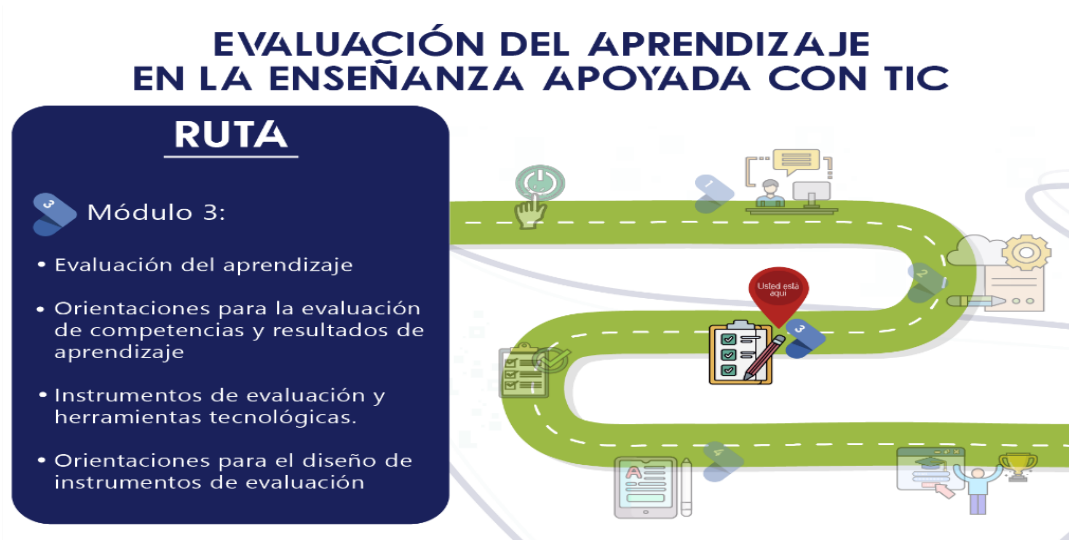 EVALUACIÓN DEL APRENDIZAJE
EN LA ENSEÑANZA APOYADA CON TIC
RUTA
3
Módulo 3:
• Evaluación del aprendizaje
• Orientaciones para la evaluación
de competencias y resultados de
aprendizaje
• Instrumentos de evaluación y
herramientas tecnológicas.
• Orientaciones para el diseño de
instrumentos de evaluación
1
2
Usted está
aquí
3
4
A